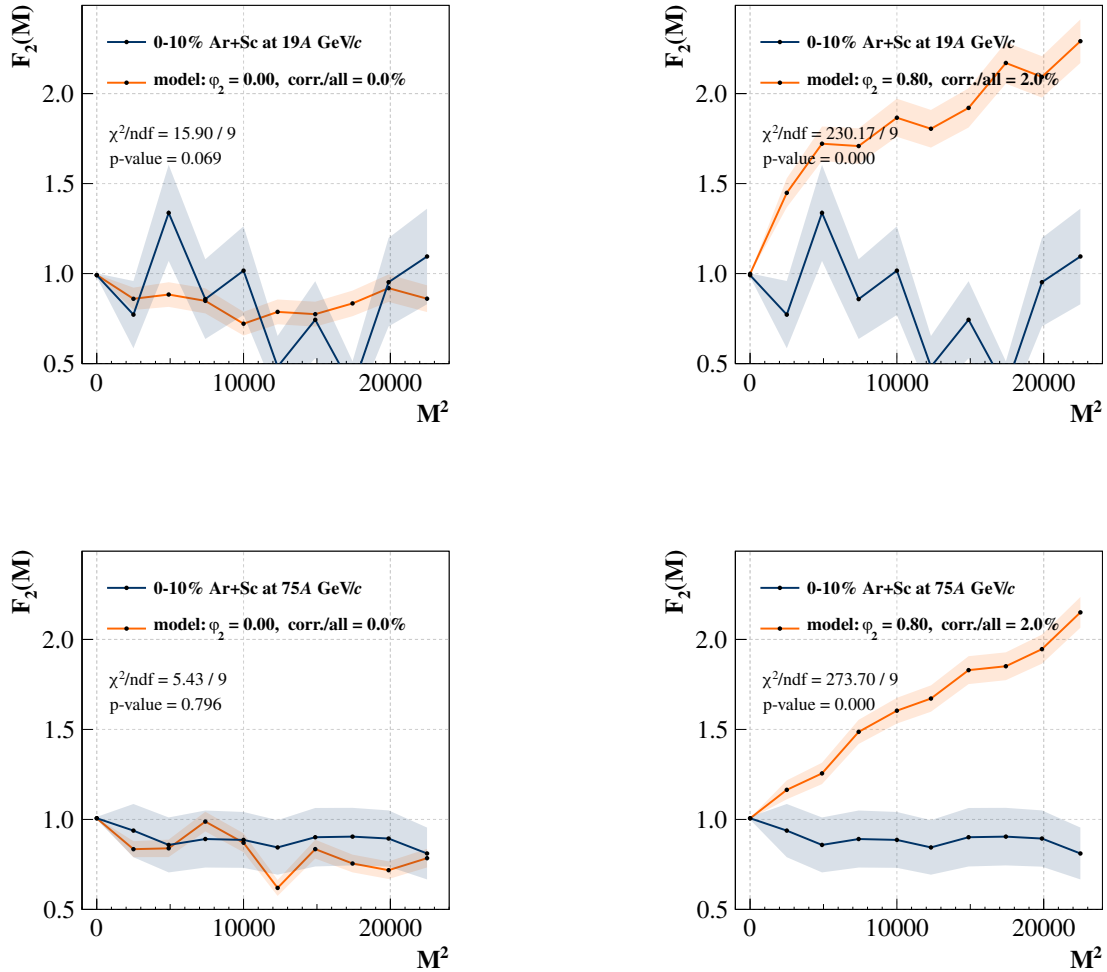 F₂(M)
0-10% Ar+Sc at 19A GeV/c
model: φ₂ = 0.00, corr./all = 0.0%
χ²/ndf = 15.90 / 9
p-value = 0.069
2.0
1.5
1.0
0.5
0 10000 20000
M²
F₂(M)
0-10% Ar+Sc at 19A GeV/c
model: φ₂ = 0.80, corr./all = 2.0%
χ²/ndf = 230.17 / 9
p-value = 0.000
2.0
1.5
1.0
0.5
0 10000 20000
M²
F₂(M)
0-10% Ar+Sc at 75A GeV/c
model: φ₂ = 0.00, corr./all = 0.0%
χ²/ndf = 5.43 / 9
p-value = 0.796
2.0
1.5
1.0
0.5
0 10000 20000
M²
F₂(M)
0-10% Ar+Sc at 75A GeV/c
model: φ₂ = 0.80, corr./all = 2.0%
χ²/ndf = 273.70 / 9
p-value = 0.000
2.0
1.5
1.0
0.5
0 10000 20000
M²